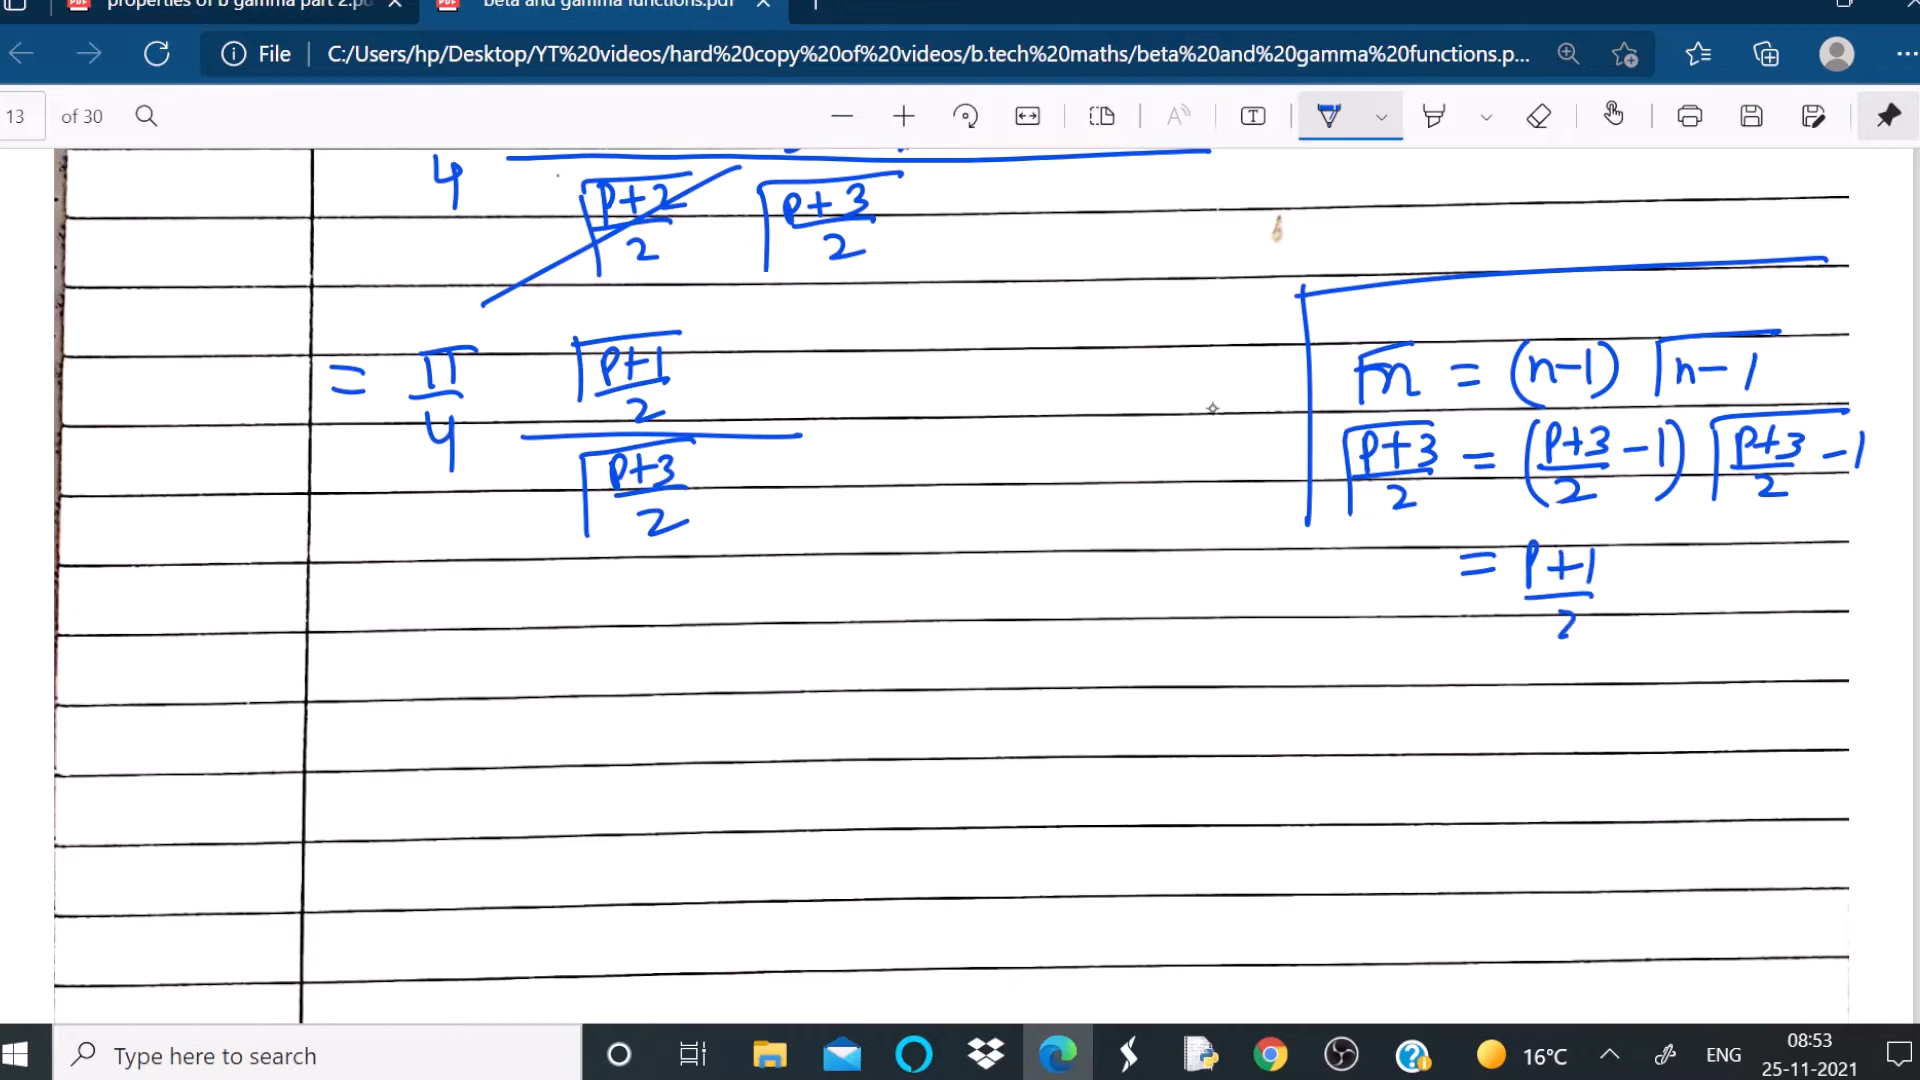 properties of b gamma part 2.pd
beta and gamma functions.pdf
File
C:/Users/hp/Desktop/YT%20videos/hard%20copy%20of%20videos/b.tech%20maths/beta%20and%20gamma%20functions.p...
13 of 30
4 Γ(p+2)/2 Γ(p+3)/2
= π/4 Γ(p+1)/2 / Γ(p+3)/2
Γn = (n-1) Γn-1
Γ(p+3)/2 = ((p+3)/2 - 1) Γ(p+3)/2 - 1
= (p+1)/2
Type here to search
16°C
ENG
08:53
25-11-2021